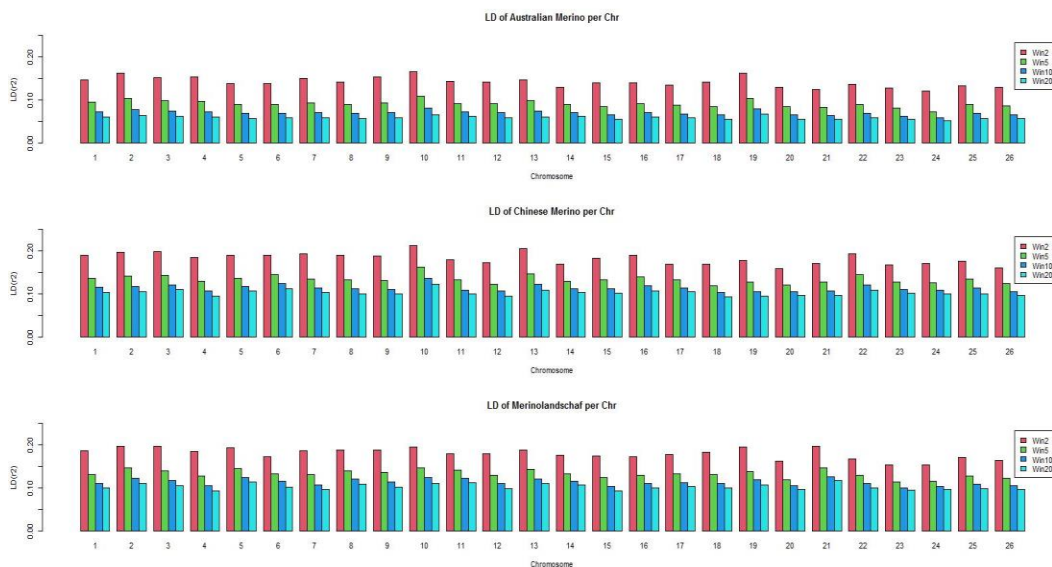 LD of Australian Merino per Chr
LD(r2)
0.20
0.10
0.00
Win2
Win5
Win10
Win20
1 2 3 4 5 6 7 8 9 10 11 12 13 14 15 16 17 18 19 20 21 22 23 24 25 26
Chromosome
LD of Chinese Merino per Chr
LD(r2)
0.20
0.10
0.00
Win2
Win5
Win10
Win20
1 2 3 4 5 6 7 8 9 10 11 12 13 14 15 16 17 18 19 20 21 22 23 24 25 26
Chromosome
LD of Merinolandschaf per Chr
LD(r2)
0.20
0.10
0.00
Win2
Win5
Win10
Win20
1 2 3 4 5 6 7 8 9 10 11 12 13 14 15 16 17 18 19 20 21 22 23 24 25 26
Chromosome